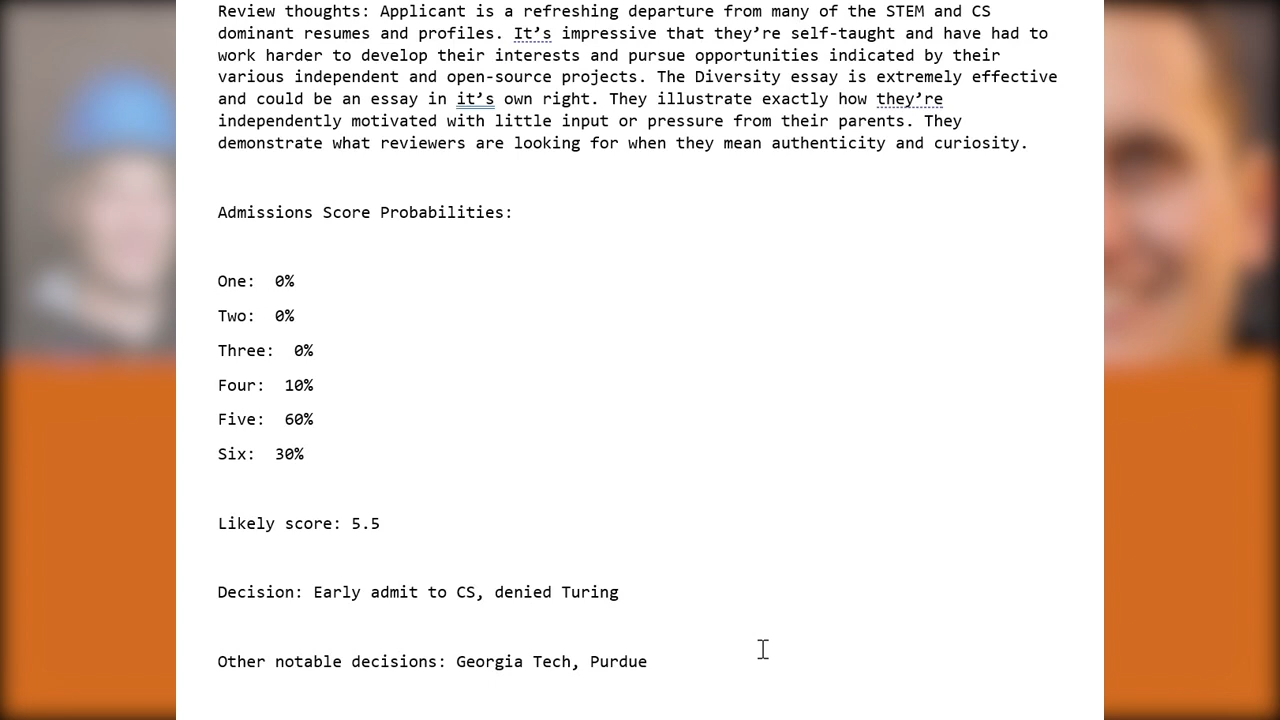 Review thoughts: Applicant is a refreshing departure from many of the STEM and CS
dominant resumes and profiles. It’s impressive that they’re self-taught and have had to
work harder to develop their interests and pursue opportunities indicated by their
various independent and open-source projects. The Diversity essay is extremely effective
and could be an essay in it’s own right. They illustrate exactly how they’re
independently motivated with little input or pressure from their parents. They
demonstrate what reviewers are looking for when they mean authenticity and curiosity.
Admissions Score Probabilities:
One:  0%
Two:  0%
Three:  0%
Four:  10%
Five:  60%
Six:  30%
Likely score: 5.5
Decision: Early admit to CS, denied Turing
Other notable decisions: Georgia Tech, Purdue